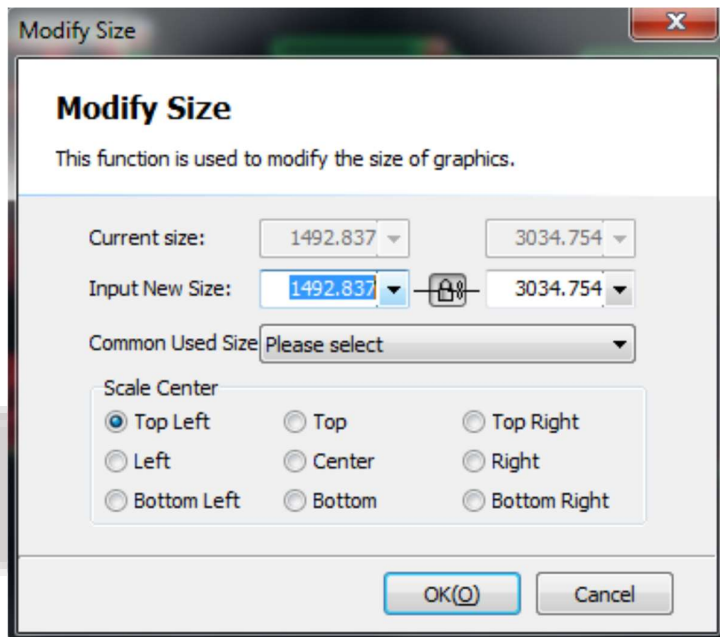 Modify Size
Modify Size
This function is used to modify the size of graphics.
Current size: 1492.837 3034.754
Input New Size: 1492.837 3034.754
Common Used Size Please select
Scale Center
Top Left Top Top Right
Left Center Right
Bottom Left Bottom Bottom Right
OK(O) Cancel